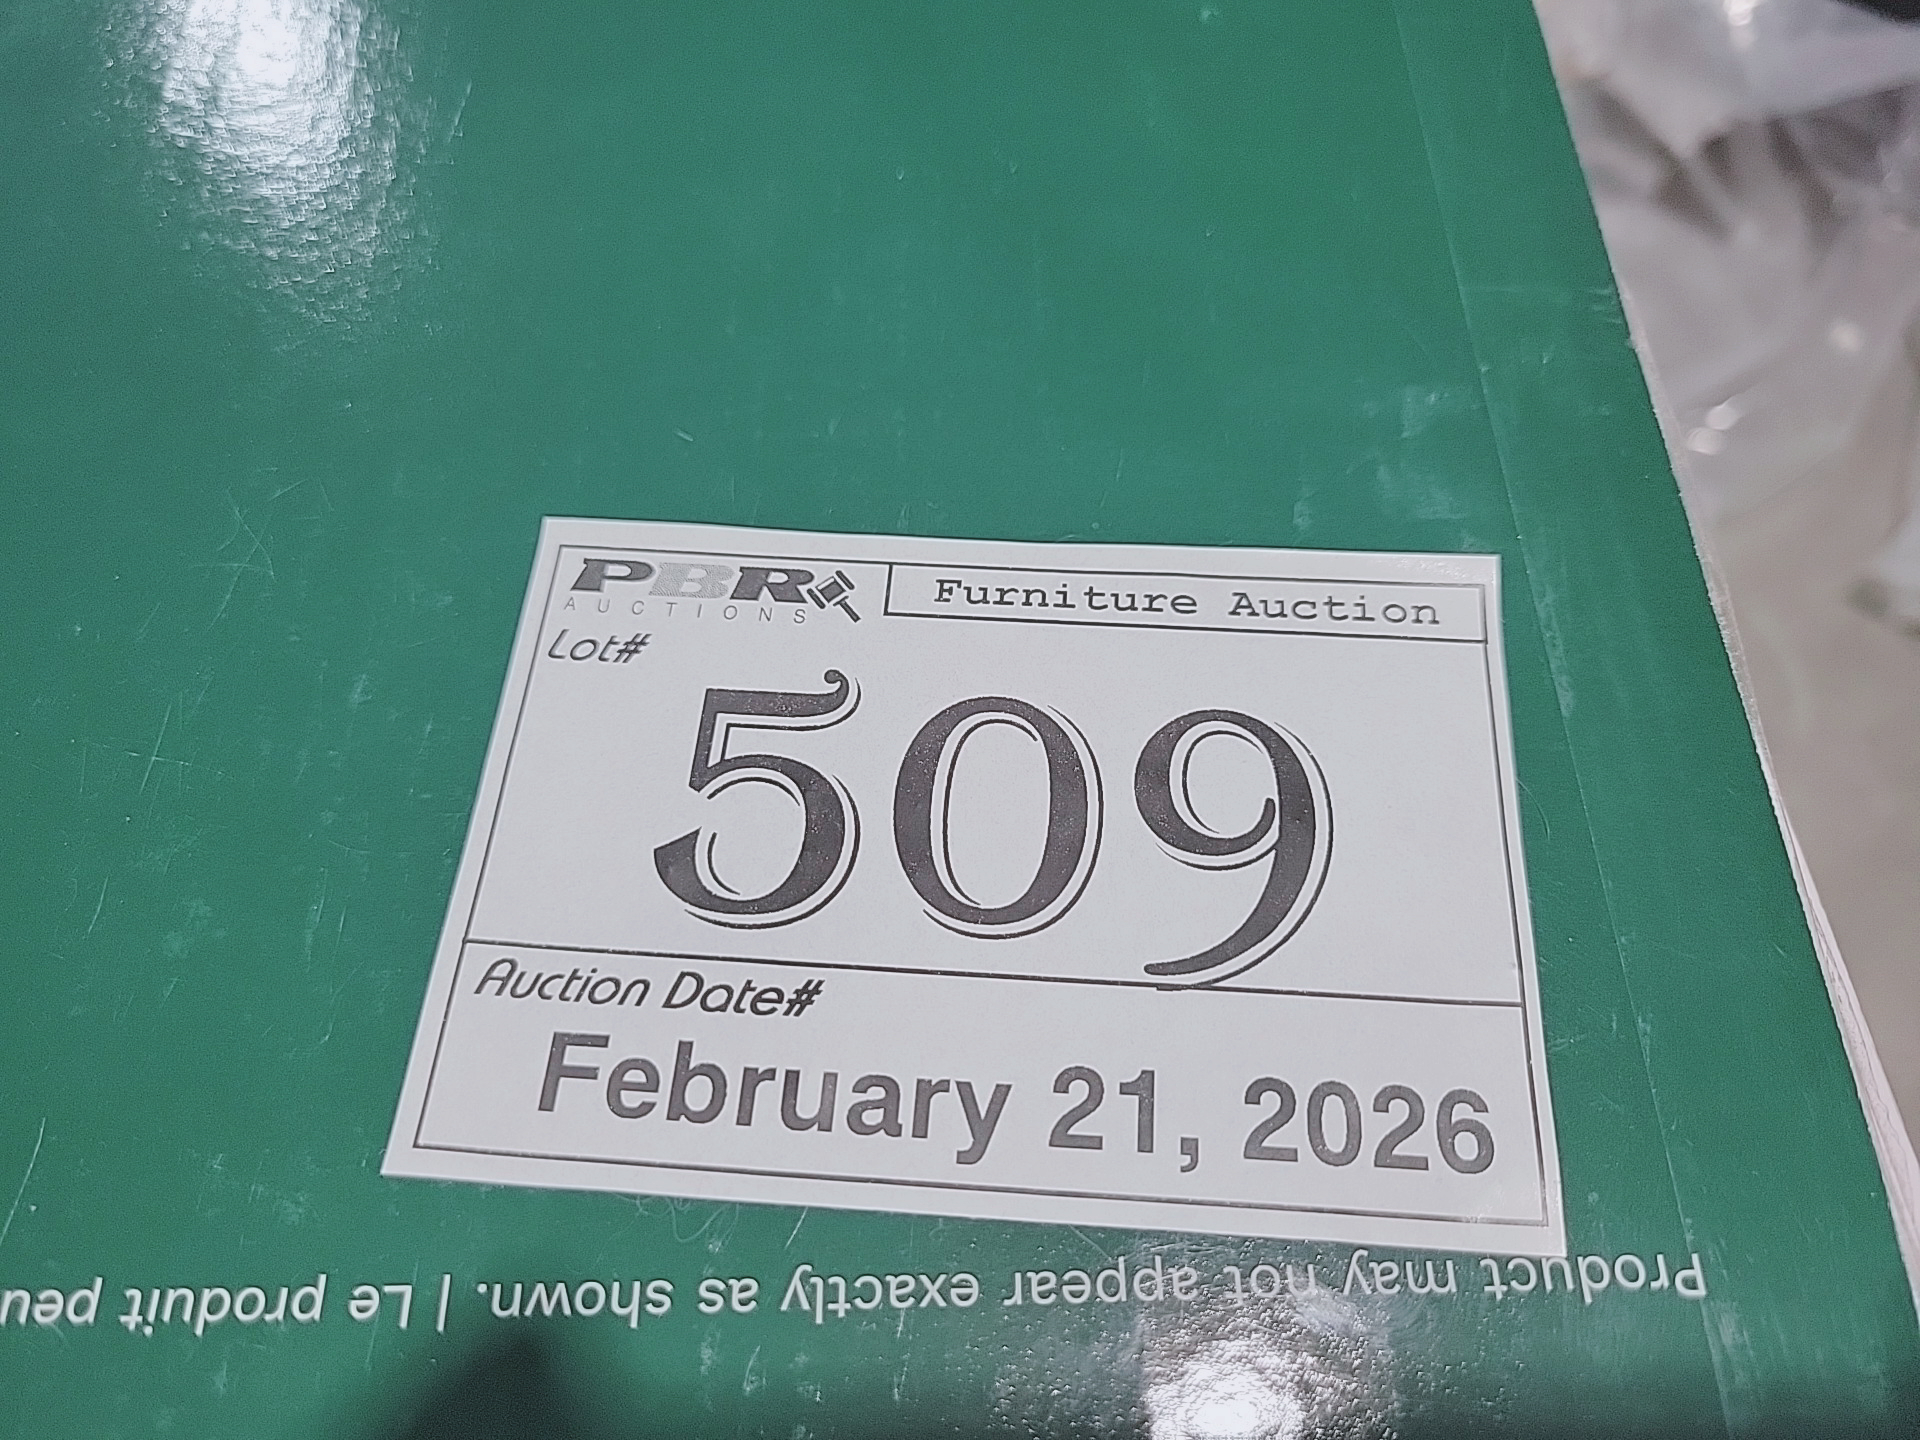 PBR
AUCTIONS
Furniture Auction
Lot#
509
Auction Date#
February 21, 2026
Product may not appear exactly as shown. | Le produit peu